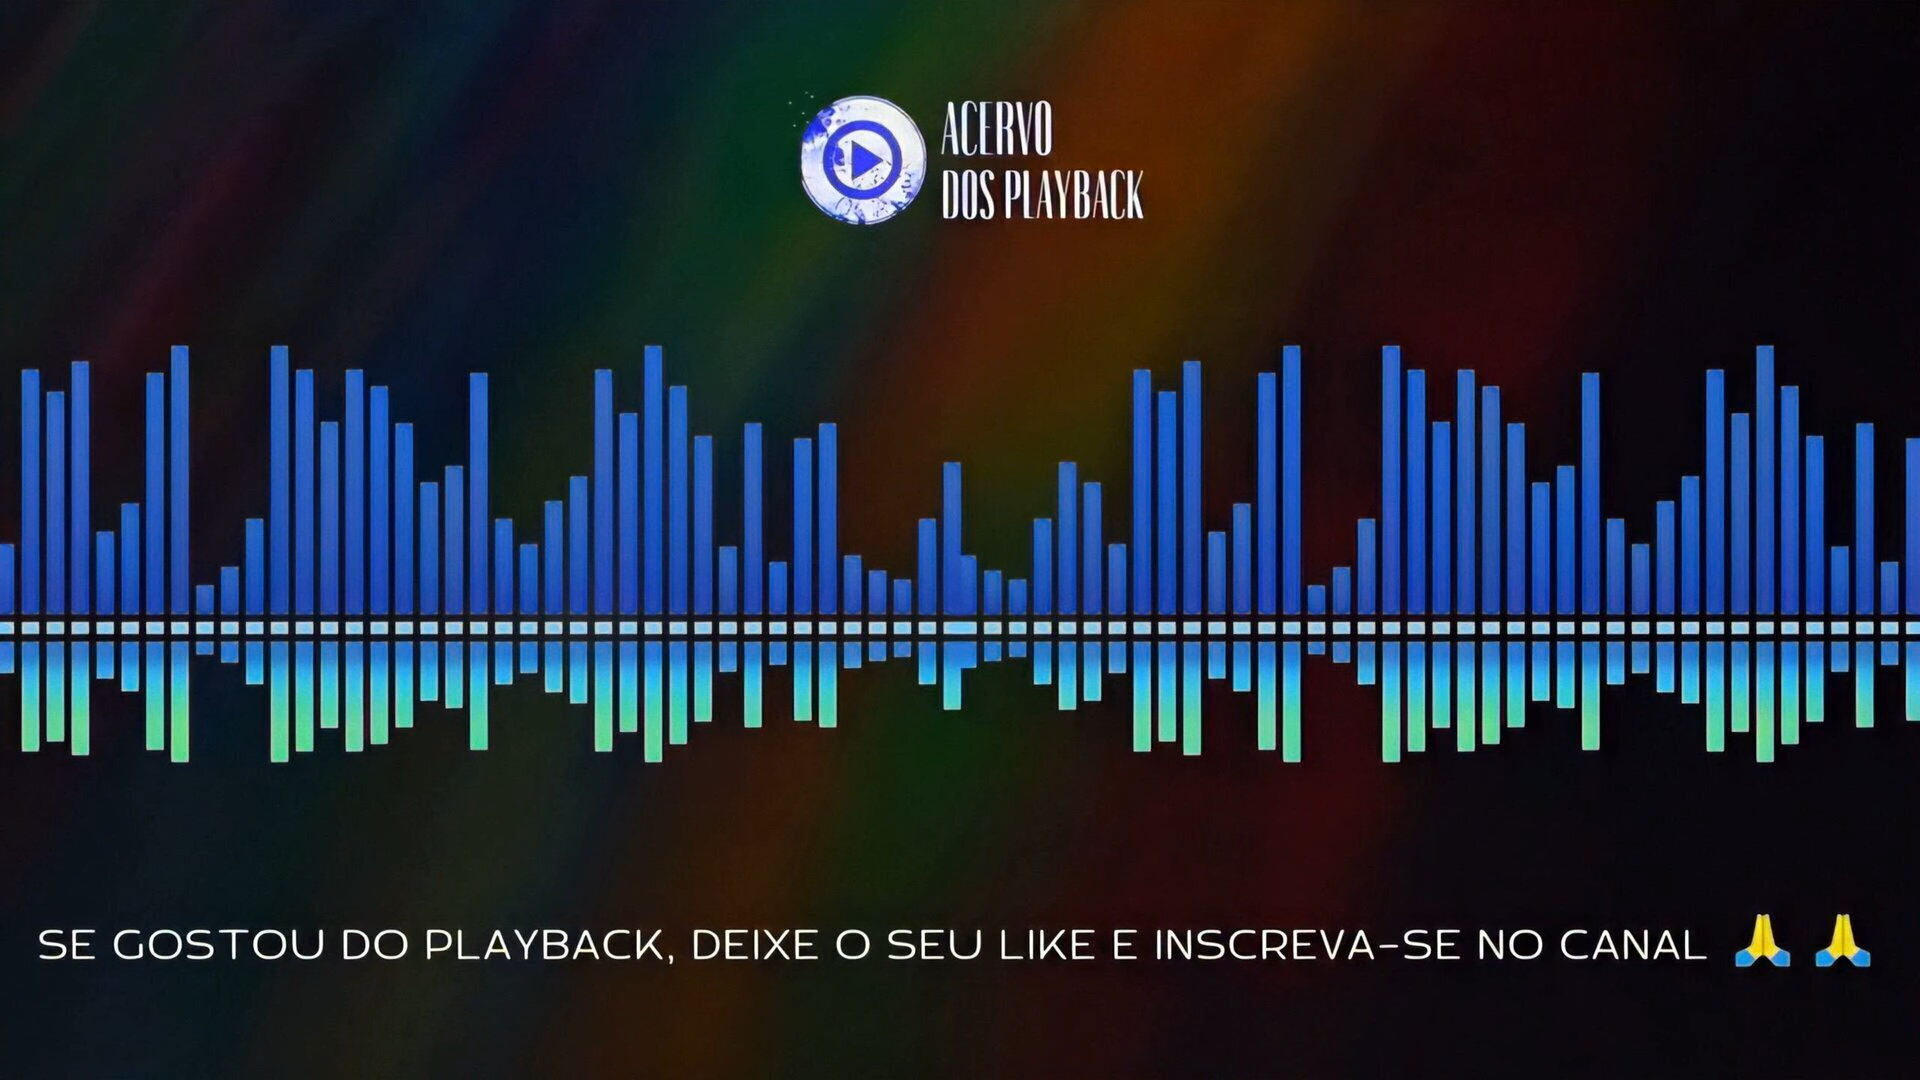 ACERVO
DOS PLAYBACK
SE GOSTOU DO PLAYBACK, DEIXE O SEU LIKE E INSCREVA-SE NO CANAL 🙏 🙏